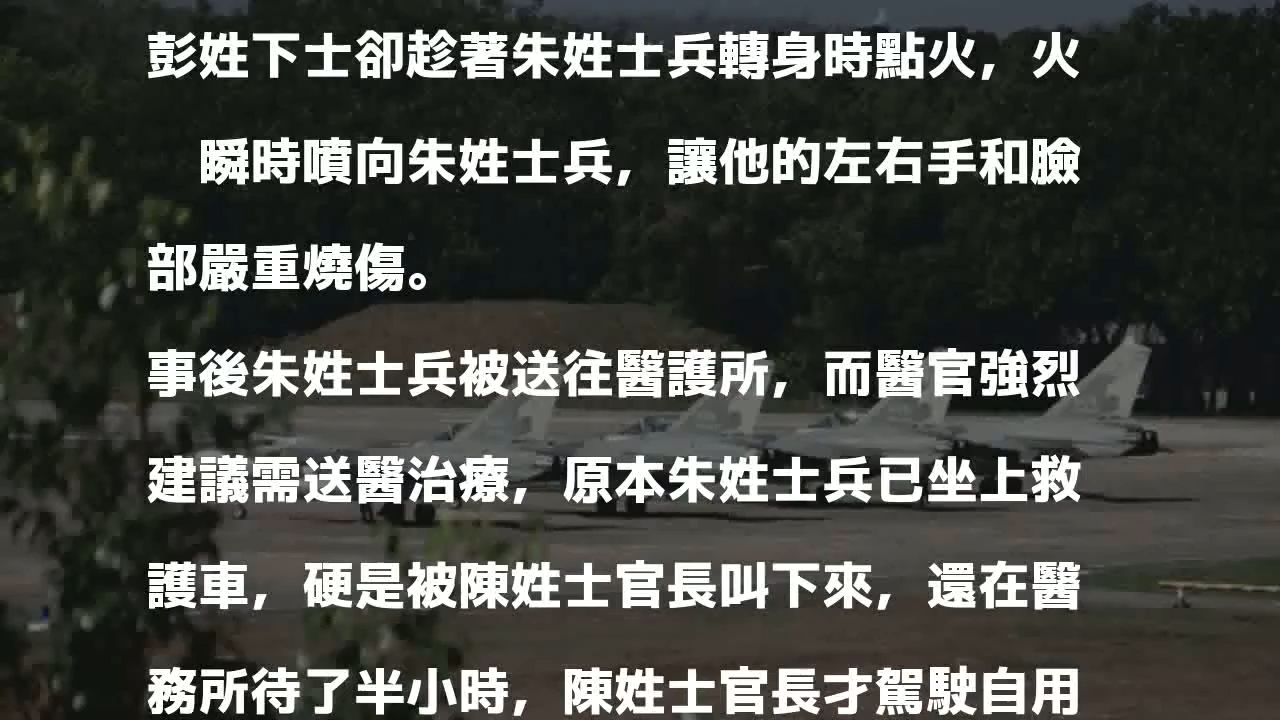 彭姓下士卻趁著朱姓士兵轉身時點火，火
瞬時噴向朱姓士兵，讓他的左右手和臉
部嚴重燒傷。
事後朱姓士兵被送往醫護所，而醫官強烈
建議需送醫治療，原本朱姓士兵已坐上救
護車，硬是被陳姓士官長叫下來，還在醫
務所待了半小時，陳姓士官長才駕駛自用